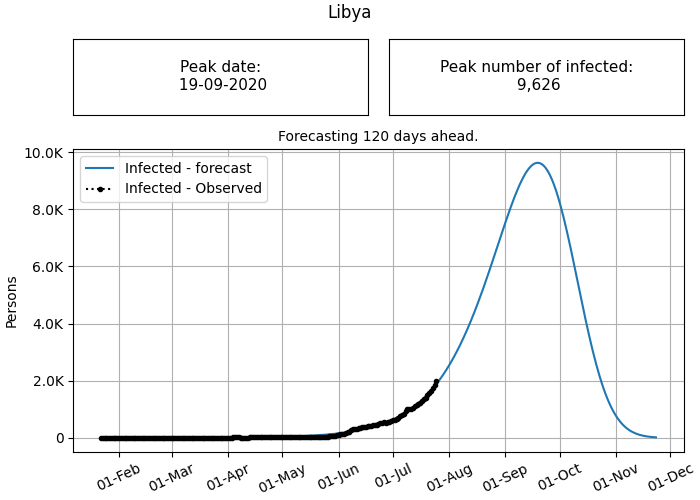 Libya
Peak date:
19-09-2020
Peak number of infected:
9,626
Forecasting 120 days ahead.
Infected - forecast
Infected - Observed
Persons
10.0K
8.0K
6.0K
4.0K
2.0K
0
01-Feb
01-Mar
01-Apr
01-May
01-Jun
01-Jul
01-Aug
01-Sep
01-Oct
01-Nov
01-Dec